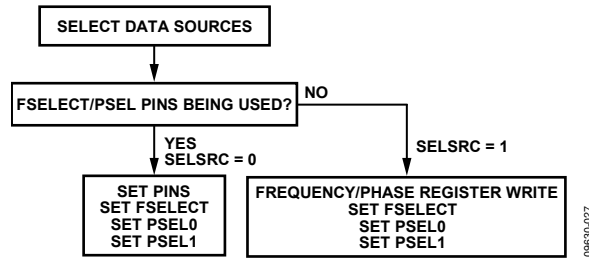 SELECT DATA SOURCES
FSELECT/PSEL PINS BEING USED?
NO
YES
SELSRC = 0
SELSRC = 1
SET PINS
SET FSELECT
SET PSEL0
SET PSEL1
FREQUENCY/PHASE REGISTER WRITE
SET FSELECT
SET PSEL0
SET PSEL1
09630-027